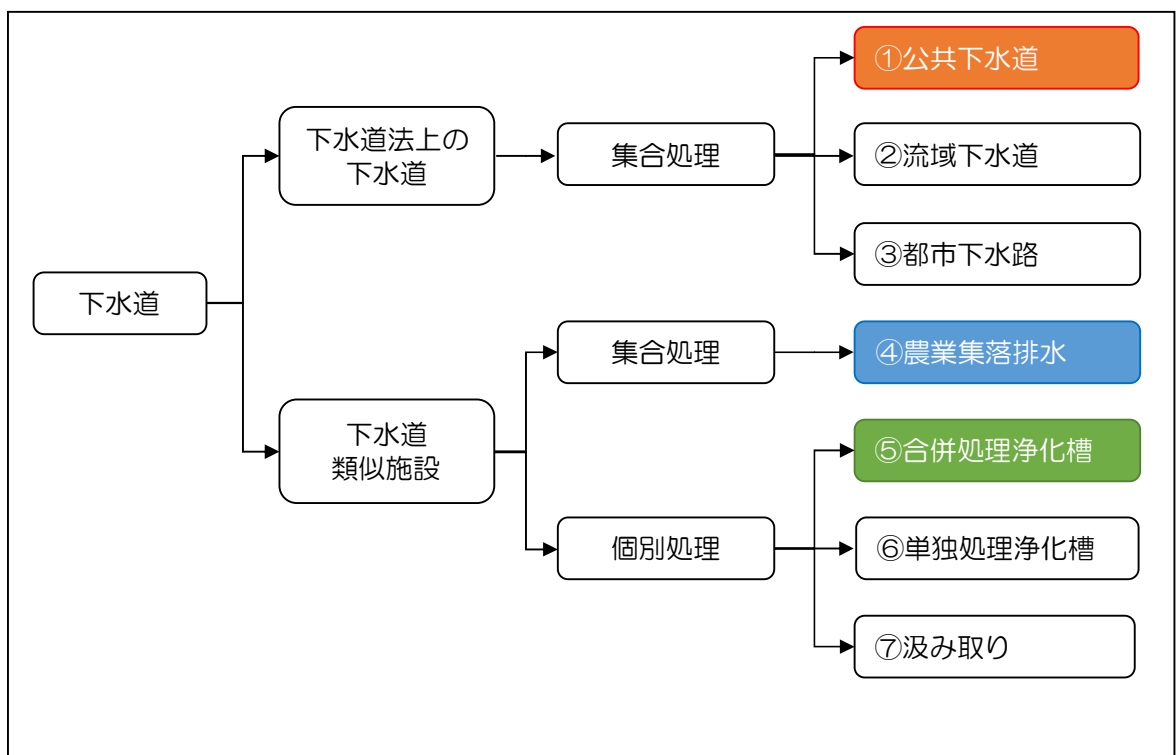 下水道
下水道法上の
下水道
集合処理
①公共下水道
②流域下水道
③都市下水路
下水道
類似施設
集合処理
④農業集落排水
個別処理
⑤合併処理浄化槽
⑥単独処理浄化槽
⑦汲み取り